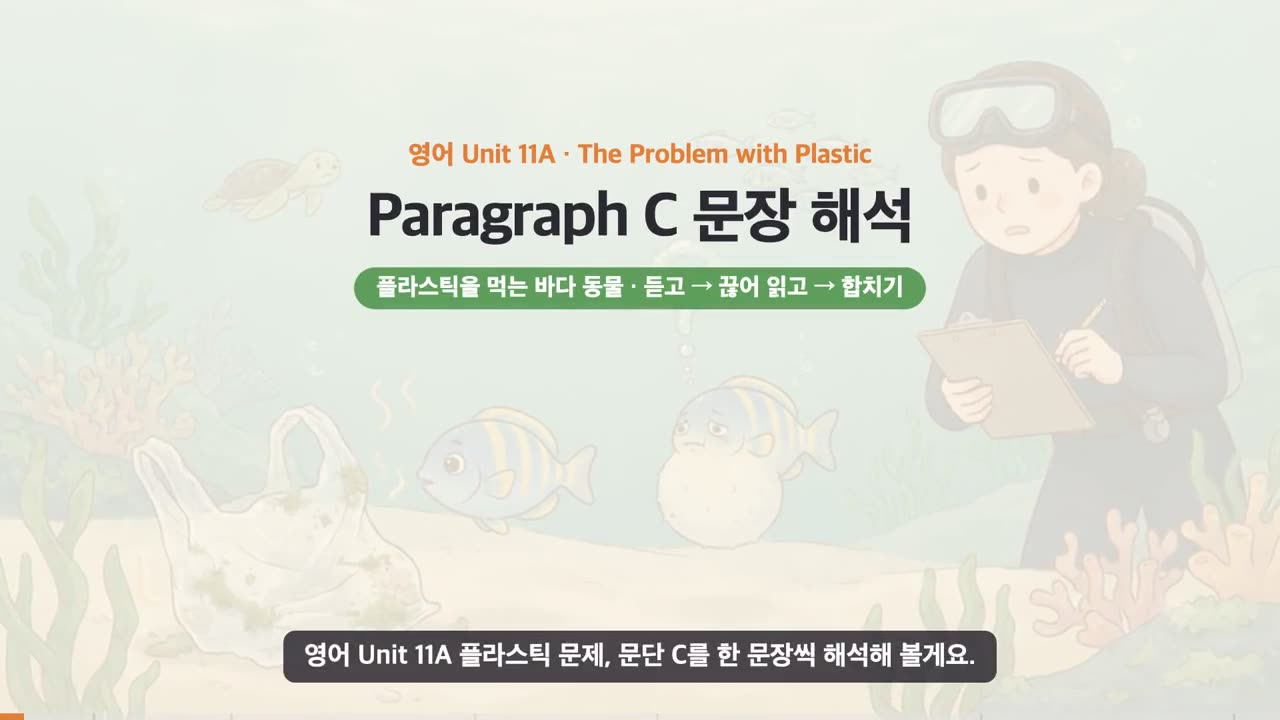 영어 Unit 11A · The Problem with Plastic
Paragraph C 문장 해석
플라스틱을 먹는 바다 동물 · 듣고 → 끊어 읽고 → 합치기
영어 Unit 11A 플라스틱 문제, 문단 C를 한 문장씩 해석해 볼게요.